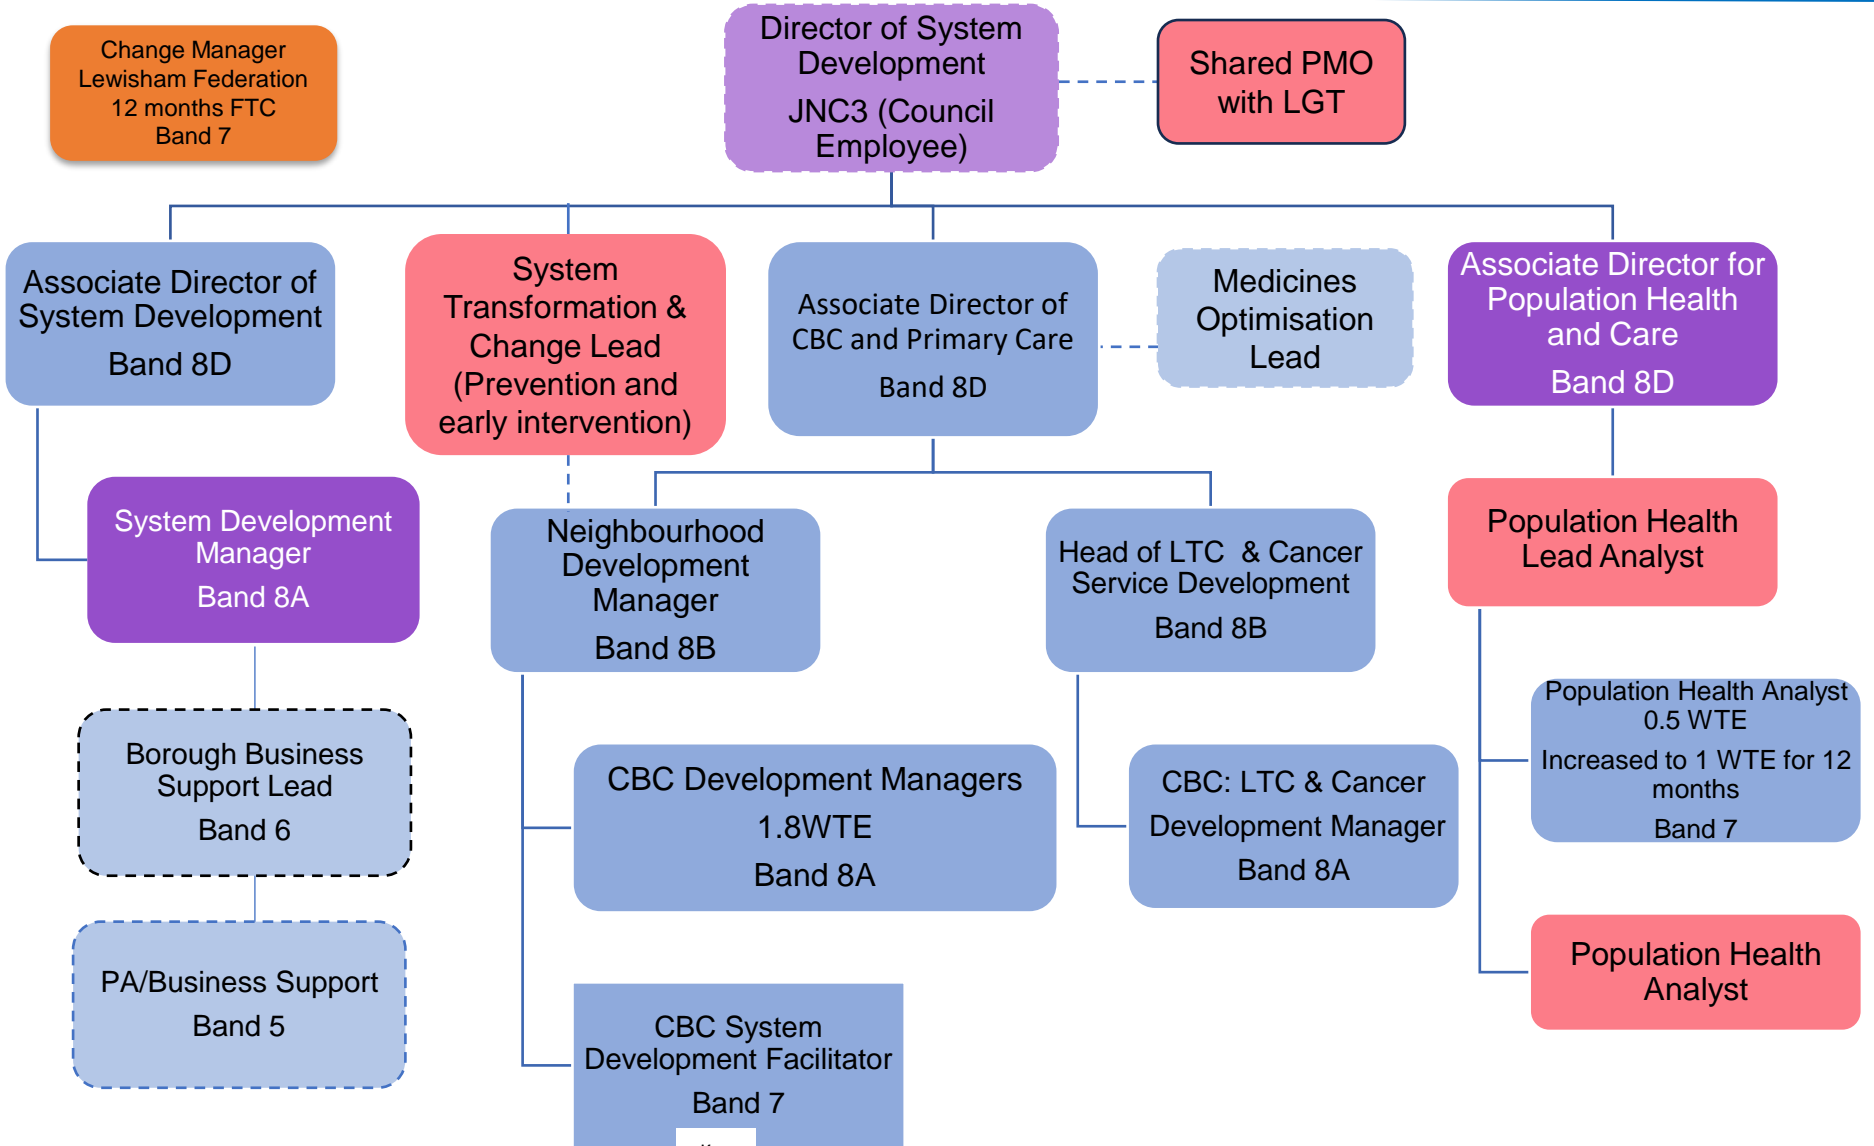 Change Manager
Lewisham Federation
12 months FTC
Band 7
Director of System
Development
JNC3 (Council
Employee)
Shared PMO
with LGT
Associate Director of
System Development
Band 8D
System
Transformation &
Change Lead
(Prevention and
early intervention)
Associate Director of
CBC and Primary Care
Band 8D
Medicines
Optimisation
Lead
Associate Director for
Population Health
and Care
Band 8D
System Development
Manager
Band 8A
Neighbourhood
Development
Manager
Band 8B
Head of LTC & Cancer
Service Development
Band 8B
Population Health
Lead Analyst
Borough Business
Support Lead
Band 6
CBC Development Managers
1.8WTE
Band 8A
CBC: LTC & Cancer
Development Manager
Band 8A
Population Health Analyst
0.5 WTE
Increased to 1 WTE for 12
months
Band 7
PA/Business Support
Band 5
CBC System
Development Facilitator
Band 7
Population Health
Analyst